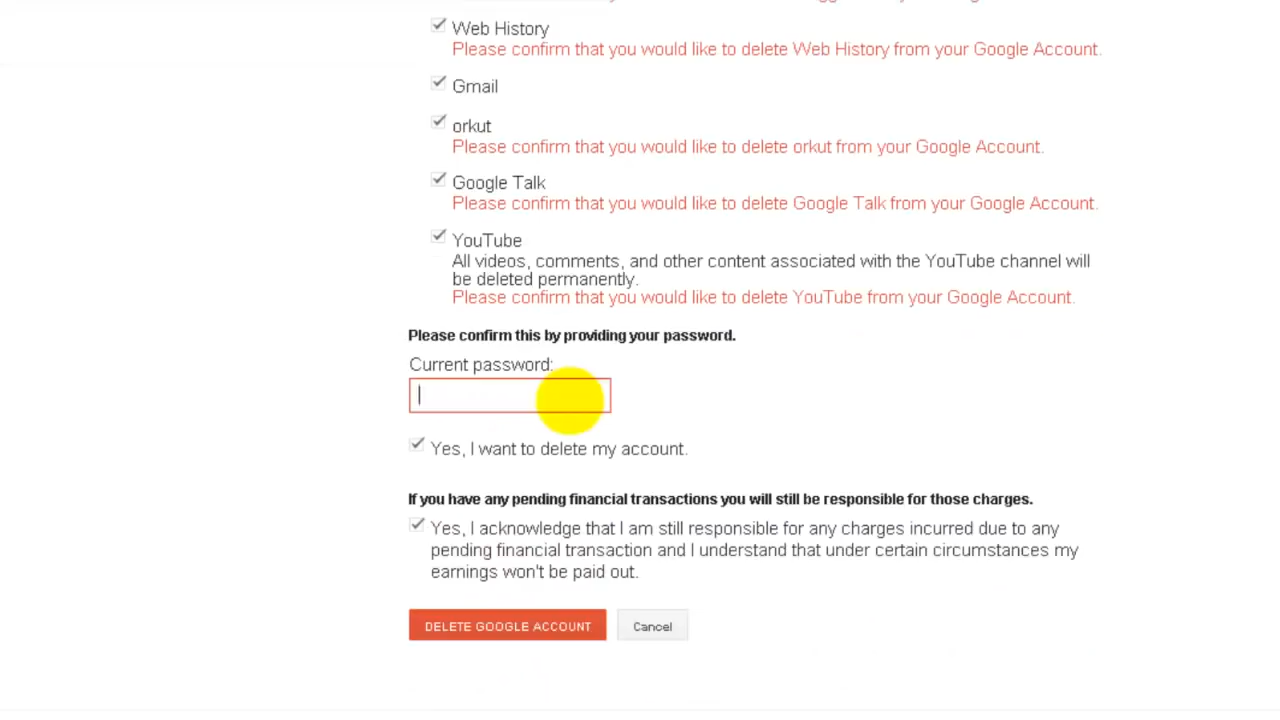 Web History
Please confirm that you would like to delete Web History from your Google Account.
Gmail
orkut
Please confirm that you would like to delete orkut from your Google Account.
Google Talk
Please confirm that you would like to delete Google Talk from your Google Account.
YouTube
All videos, comments, and other content associated with the YouTube channel will
be deleted permanently.
Please confirm that you would like to delete YouTube from your Google Account.
Please confirm this by providing your password.
Current password:
Yes, I want to delete my account.
If you have any pending financial transactions you will still be responsible for those charges.
Yes, I acknowledge that I am still responsible for any charges incurred due to any
pending financial transaction and I understand that under certain circumstances my
earnings won't be paid out.
DELETE GOOGLE ACCOUNT
Cancel